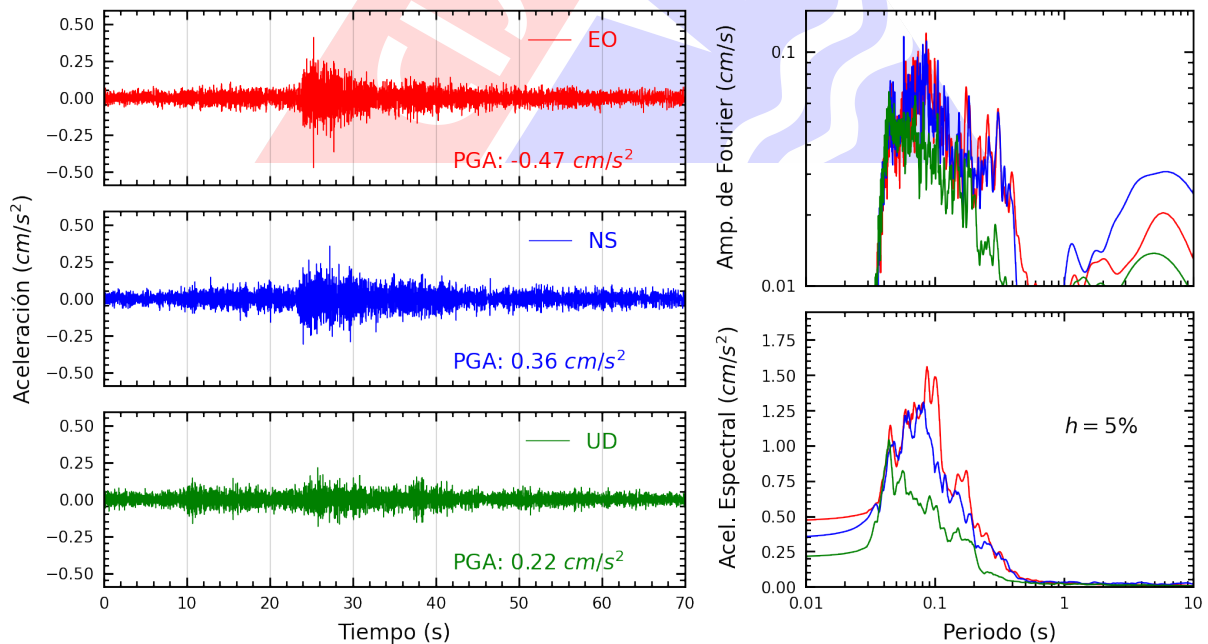 Aceleración (cm/s²)
0.50
0.25
0.00
−0.25
−0.50
EO
PGA: -0.47 cm/s²
0.50
0.25
0.00
−0.25
−0.50
NS
PGA: 0.36 cm/s²
0.50
0.25
0.00
−0.25
−0.50
UD
PGA: 0.22 cm/s²
0 10 20 30 40 50 60 70
Tiempo (s)
Amp. de Fourier (cm/s)
0.1
0.01
Acel. Espectral (cm/s²)
1.75
1.50
1.25
1.00
0.75
0.50
0.25
0.00
h = 5%
0.01 0.1 1 10
Periodo (s)